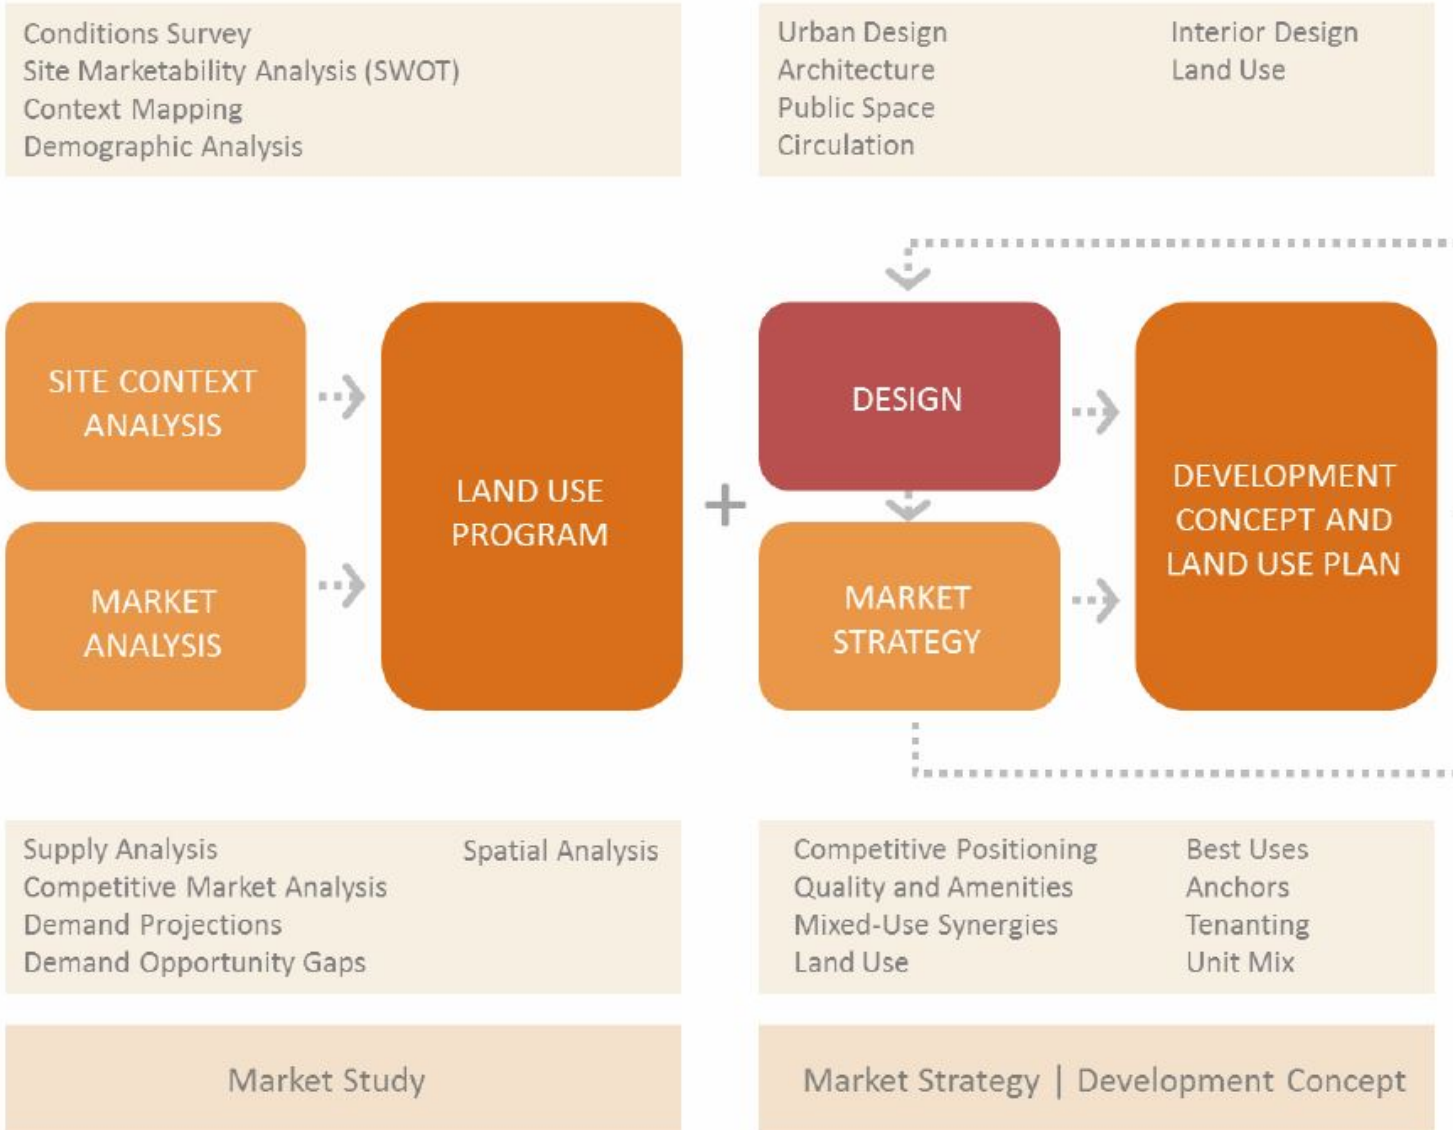 Conditions Survey
Site Marketability Analysis (SWOT)
Context Mapping
Demographic Analysis
Urban Design
Architecture
Public Space
Circulation
Interior Design
Land Use
SITE CONTEXT
ANALYSIS
MARKET
ANALYSIS
LAND USE
PROGRAM
+
DESIGN
MARKET
STRATEGY
DEVELOPMENT
CONCEPT AND
LAND USE PLAN
Supply Analysis
Competitive Market Analysis
Demand Projections
Demand Opportunity Gaps
Spatial Analysis
Competitive Positioning
Quality and Amenities
Mixed-Use Synergies
Land Use
Best Uses
Anchors
Tenanting
Unit Mix
Market Study
Market Strategy | Development Concept